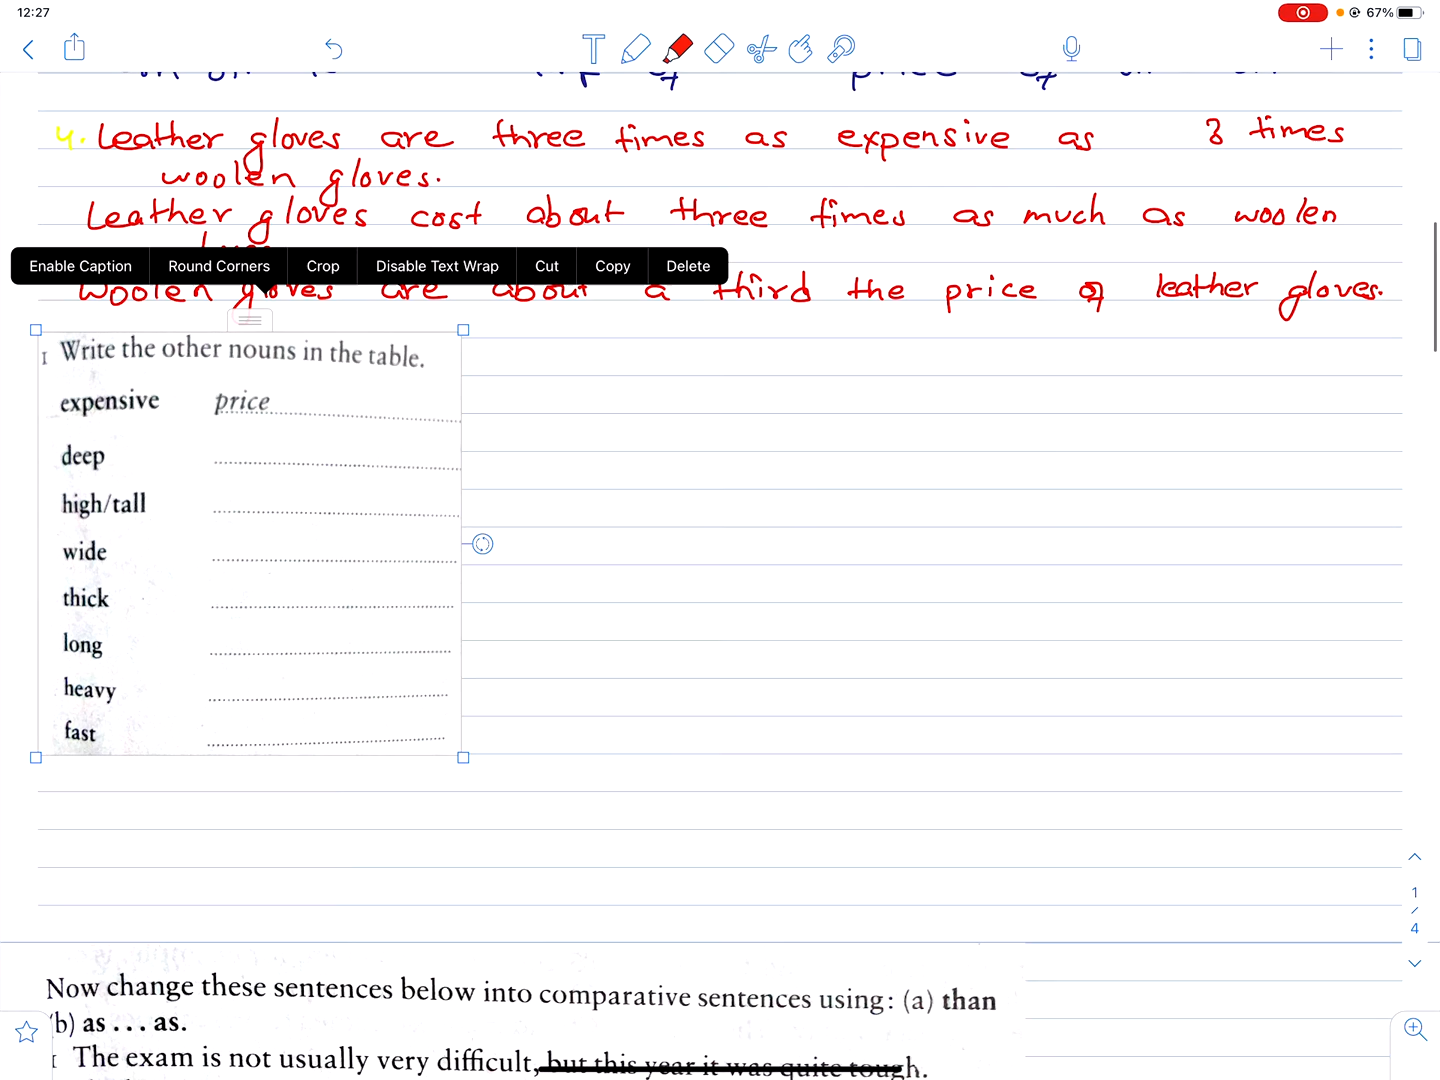 12:27
67%
4. Leather gloves are three times as expensive as 3 times
woolen gloves.
Leather gloves cost about three times as much as woolen
Enable Caption Round Corners Crop Disable Text Wrap Cut Copy Delete
woolen gloves are about a third the price of leather gloves.
1 Write the other nouns in the table.
expensive price
deep
high/tall
wide
thick
long
heavy
fast
1
/
4
Now change these sentences below into comparative sentences using: (a) than
(b) as ... as.
1 The exam is not usually very difficult, but this year it was quite tough.